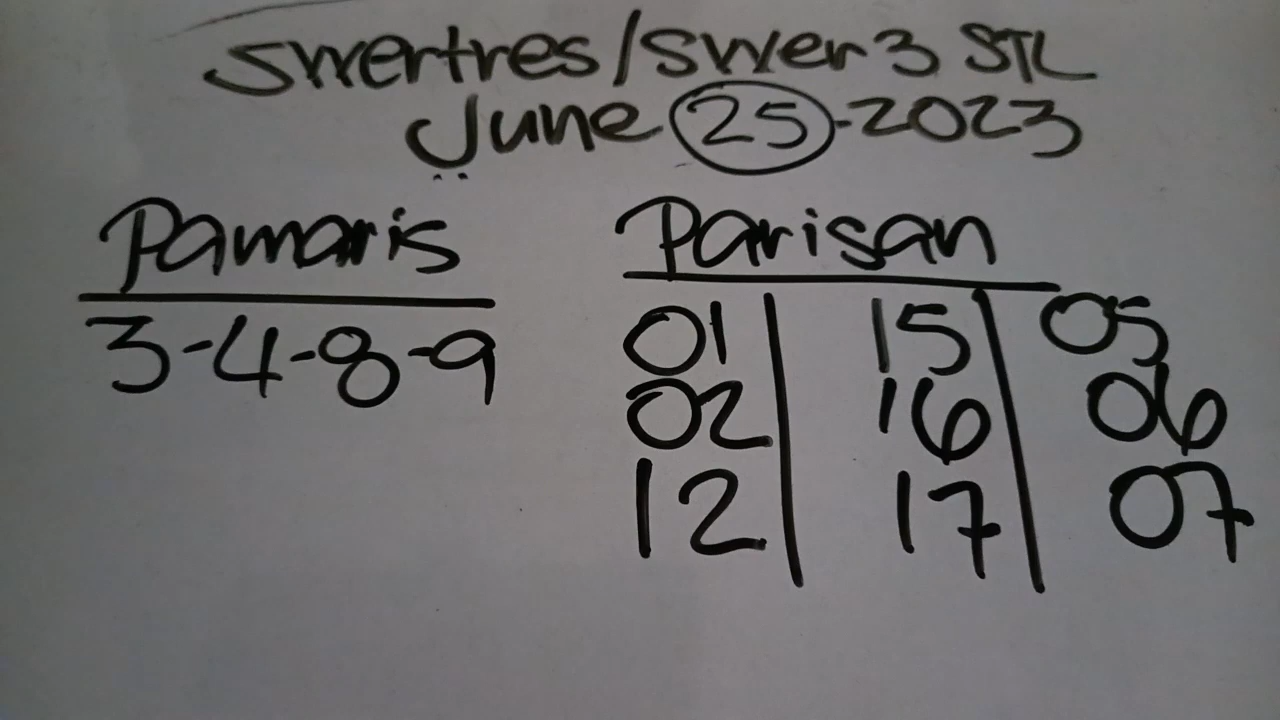 Swertres/Swer3 STL
June 25-2023
Pamaris
3-4-8-9
Parisan
01 15 05
02 16 06
12 17 07